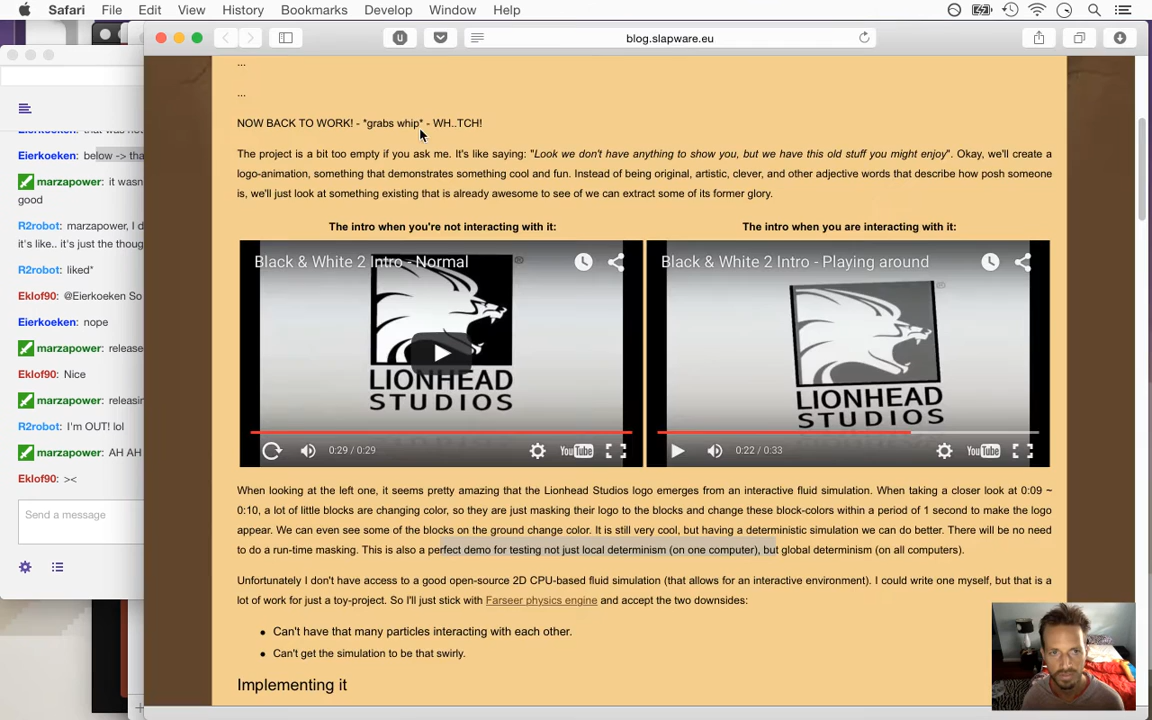 Safari File Edit View History Bookmarks Develop Window Help
blog.slapware.eu
Eierkoeken: below -> tha
marzapower: it wasn
good
R2robot: marzapower, I d
it's like.. it's just the thoug
R2robot: liked*
Eklof90: @Eierkoeken So
Eierkoeken: nope
marzapower: release
Eklof90: Nice
marzapower: releasin
R2robot: I'm OUT! lol
marzapower: AH AH
Eklof90: ><
Send a message
...
...
NOW BACK TO WORK! - *grabs whip* - WH..TCH!
The project is a bit too empty if you ask me. It's like saying: "Look we don't have anything to show you, but we have this old stuff you might enjoy". Okay, we'll create a
logo-animation, something that demonstrates something cool and fun. Instead of being original, artistic, clever, and other adjective words that describe how posh someone
is, we'll just look at something existing that is already awesome to see of we can extract some of its former glory.
The intro when you're not interacting with it: The intro when you are interacting with it:
Black & White 2 Intro - Normal
LIONHEAD
STUDIOS
0:29 / 0:29 YouTube
Black & White 2 Intro - Playing around
LIONHEAD
STUDIOS
0:22 / 0:33 YouTube
When looking at the left one, it seems pretty amazing that the Lionhead Studios logo emerges from an interactive fluid simulation. When taking a closer look at 0:09 ~
0:10, a lot of little blocks are changing color, so they are just masking their logo to the blocks and change these block-colors within a period of 1 second to make the logo
appear. We can even see some of the blocks on the ground change color. It is still very cool, but having a deterministic simulation we can do better. There will be no need
to do a run-time masking. This is also a perfect demo for testing not just local determinism (on one computer), but global determinism (on all computers).
Unfortunately I don't have access to a good open-source 2D CPU-based fluid simulation (that allows for an interactive environment). I could write one myself, but that is a
lot of work for just a toy-project. So I'll just stick with Farseer physics engine and accept the two downsides:
• Can't have that many particles interacting with each other.
• Can't get the simulation to be that swirly.
Implementing it